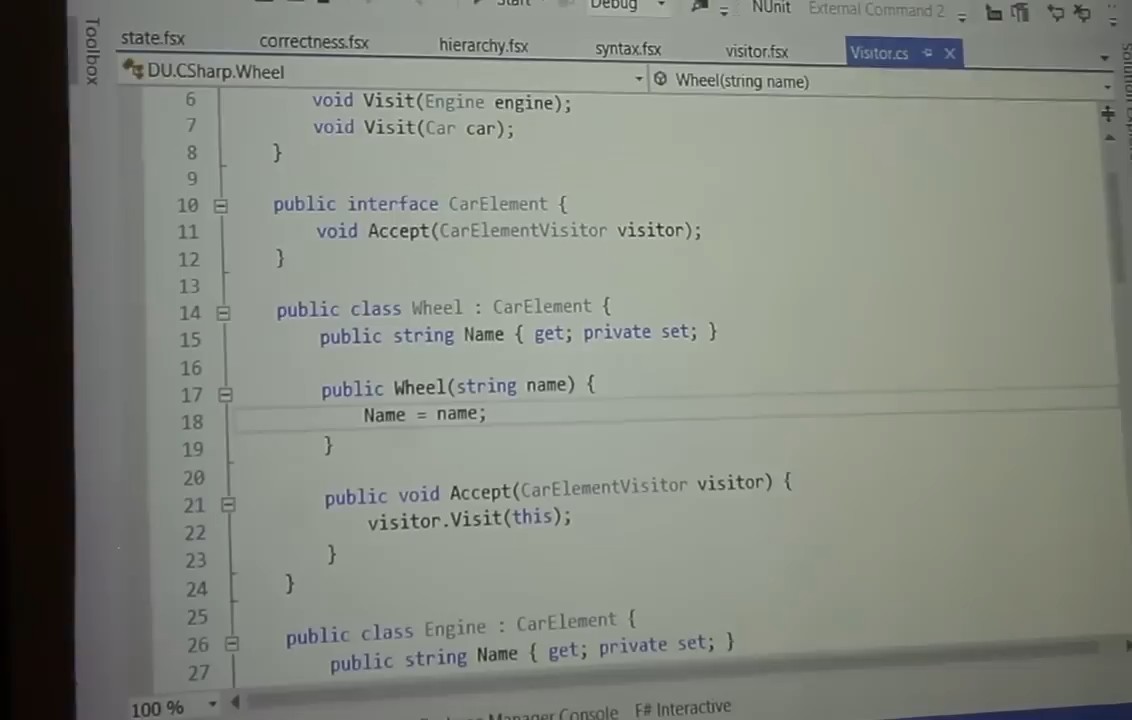 Start Debug NUnit External Command 2
Toolbox
state.fsx correctness.fsx hierarchy.fsx syntax.fsx visitor.fsx Visitor.cs
DU.CSharp.Wheel Wheel(string name)
6 void Visit(Engine engine);
7 void Visit(Car car);
8 }
9
10 public interface CarElement {
11 void Accept(CarElementVisitor visitor);
12 }
13
14 public class Wheel : CarElement {
15 public string Name { get; private set; }
16
17 public Wheel(string name) {
18 Name = name;
19 }
20
21 public void Accept(CarElementVisitor visitor) {
22 visitor.Visit(this);
23 }
24 }
25
26 public class Engine : CarElement {
27 public string Name { get; private set; }
100 %
Manager Console F# Interactive